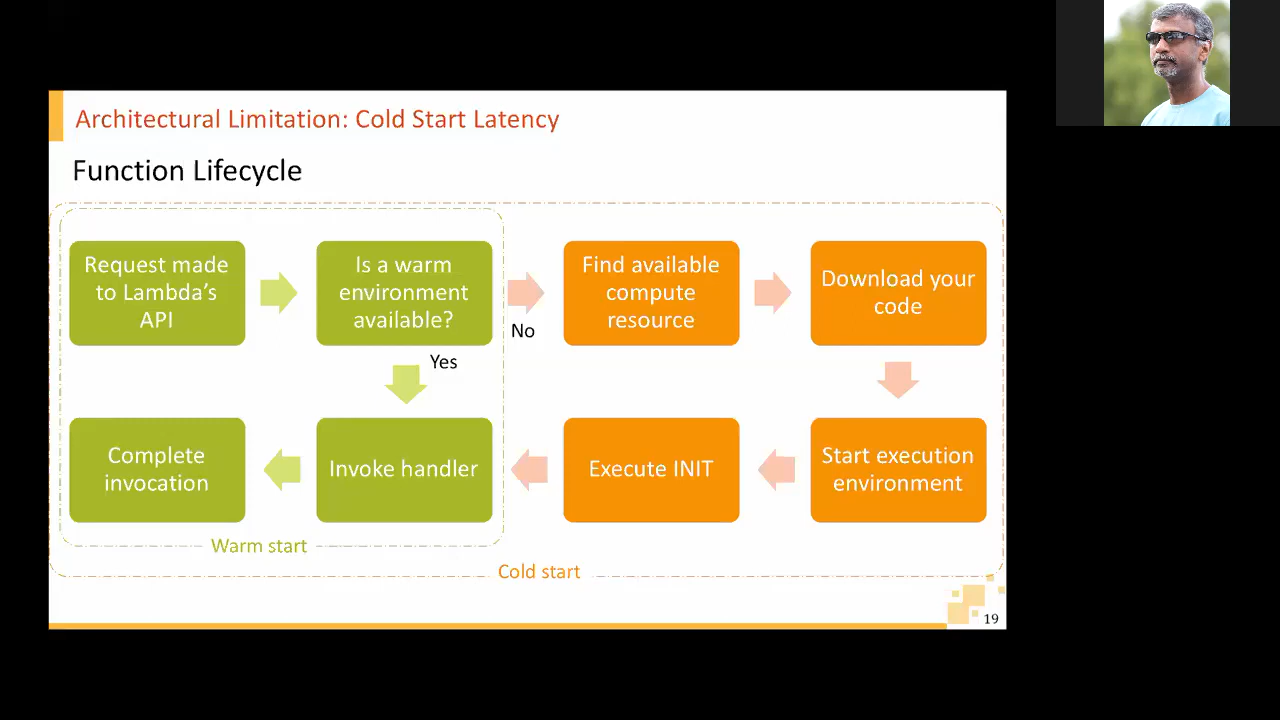 Architectural Limitation: Cold Start Latency
Function Lifecycle
Request made
to Lambda’s
API
Is a warm
environment
available?
No
Find available
compute
resource
Download your
code
Yes
Complete
invocation
Invoke handler
Execute INIT
Start execution
environment
Warm start
Cold start
19